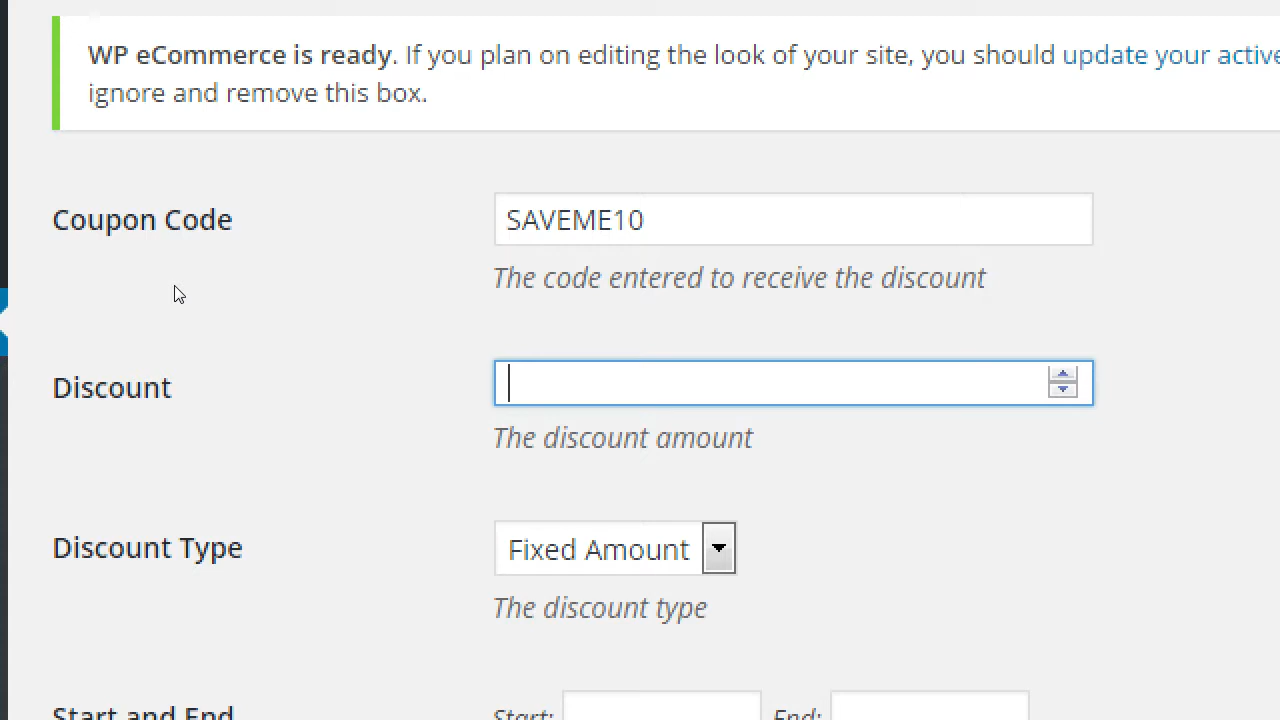 WP eCommerce is ready. If you plan on editing the look of your site, you should update your active
ignore and remove this box.
Coupon Code SAVEME10
The code entered to receive the discount
Discount
The discount amount
Discount Type Fixed Amount
The discount type
Start and End Start: End: